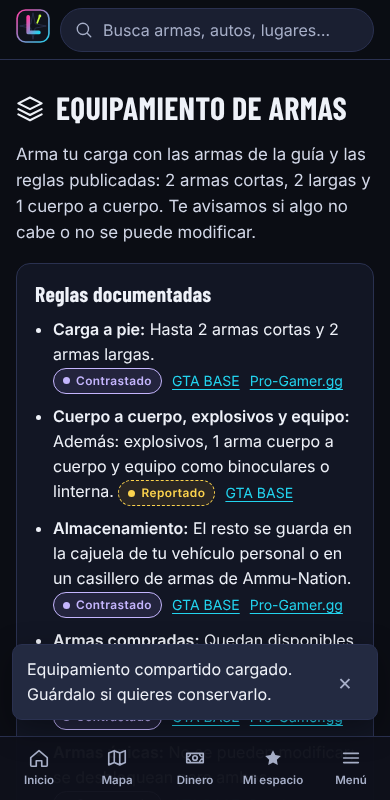 Busca armas, autos, lugares...
EQUIPAMIENTO DE ARMAS
Arma tu carga con las armas de la guía y las
reglas publicadas: 2 armas cortas, 2 largas y
1 cuerpo a cuerpo. Te avisamos si algo no
cabe o no se puede modificar.
Reglas documentadas
• Carga a pie: Hasta 2 armas cortas y 2
armas largas.
Contrastado GTA BASE Pro-Gamer.gg
• Cuerpo a cuerpo, explosivos y equipo:
Además: explosivos, 1 arma cuerpo a
cuerpo y equipo como binoculares o
linterna. Reportado GTA BASE
• Almacenamiento: El resto se guarda en
la cajuela de tu vehículo personal o en
un casillero de armas de Ammu-Nation.
Contrastado GTA BASE Pro-Gamer.gg
• Armas compradas: Quedan disponibles
Equipamiento compartido cargado.
Guárdalo si quieres conservarlo.
Contrastado GTA BASE Pro-Gamer.gg
Inicio Mapa Dinero Mi espacio Menú